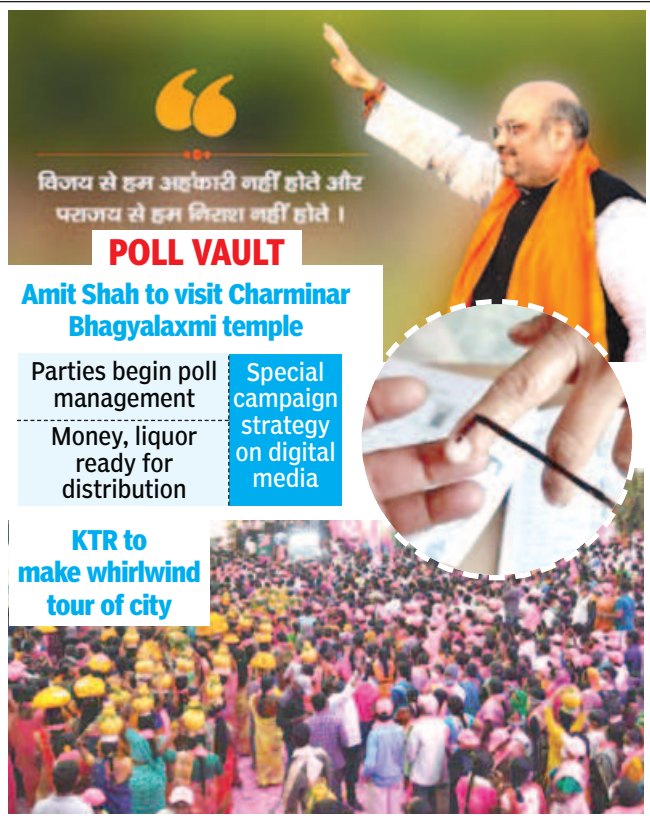 विजय से हम अहंकारी नहीं होते और
पराजय से हम निराश नहीं होते ।
POLL VAULT
Amit Shah to visit Charminar
Bhagyalaxmi temple
Parties begin poll
management
Money, liquor
ready for
distribution
Special
campaign
strategy
on digital
media
KTR to
make whirlwind
tour of city